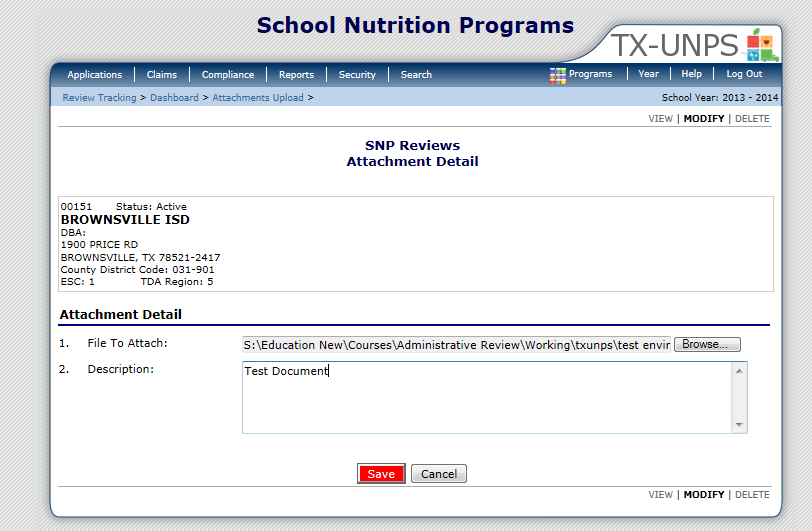 School Nutrition Programs
TX-UNPS
Applications | Claims | Compliance | Reports | Security | Search Programs | Year | Help | Log Out
Review Tracking > Dashboard > Attachments Upload > School Year: 2013 - 2014
VIEW | MODIFY | DELETE
SNP Reviews
Attachment Detail
00151 Status: Active
BROWNSVILLE ISD
DBA:
1900 PRICE RD
BROWNSVILLE, TX 78521-2417
County District Code: 031-901
ESC: 1 TDA Region: 5
Attachment Detail
1. File To Attach: S:\Education New\Courses\Administrative Review\Working\txunps\test envir Browse...
2. Description: Test Document
Save Cancel
VIEW | MODIFY | DELETE